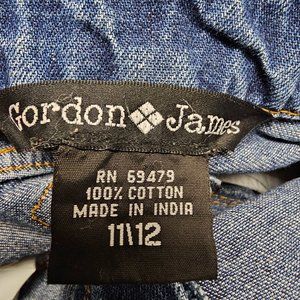 Gordon James
RN 69479
100% COTTON
MADE IN INDIA
11\12